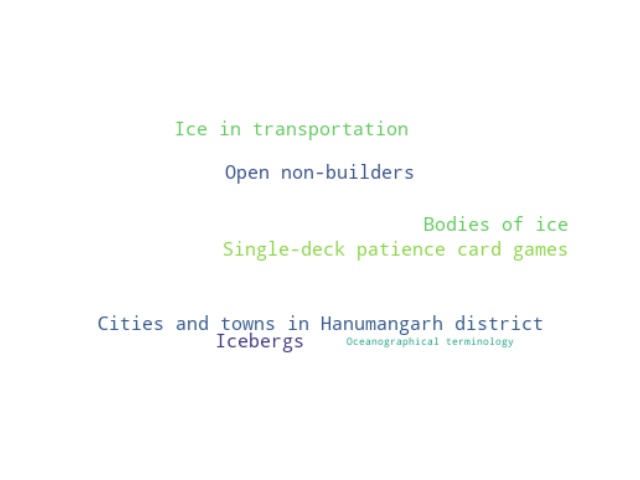 Ice in transportation
Open non-builders
Bodies of ice
Single-deck patience card games
Cities and towns in Hanumangarh district
Icebergs
Oceanographical terminology